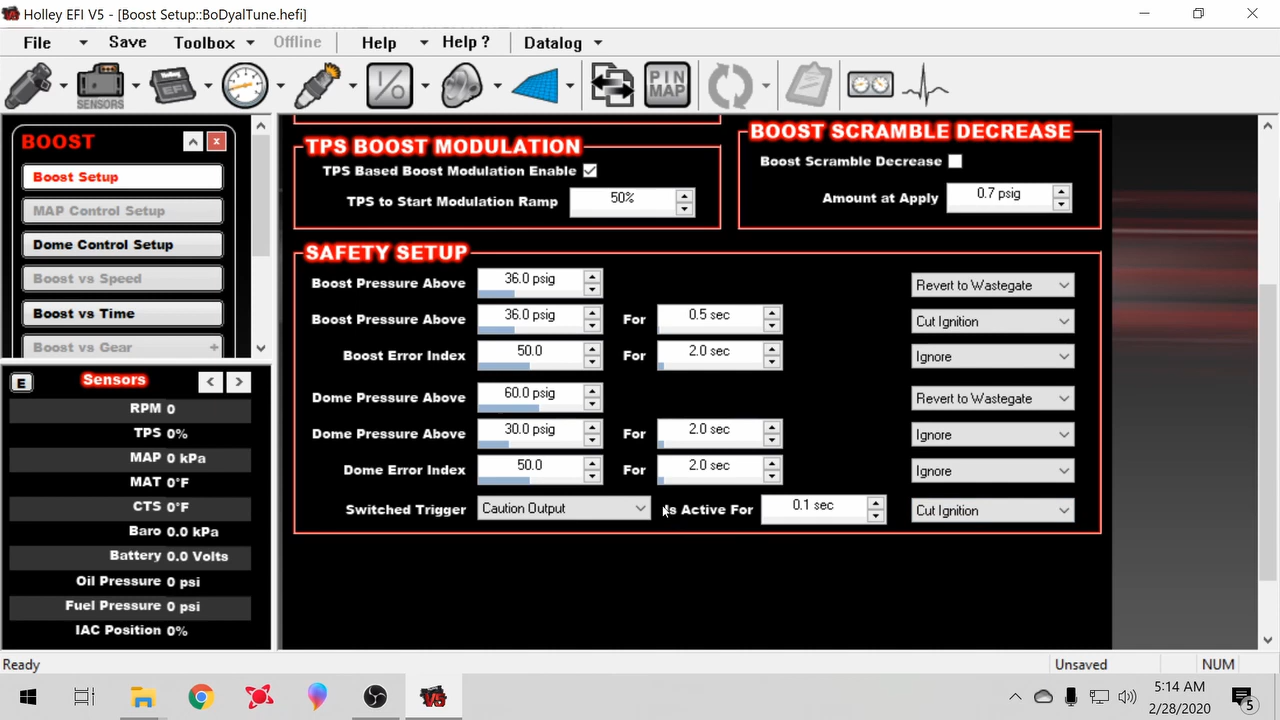 Holley EFI V5 - [Boost Setup::BoDyalTune.hefi]
File Save Toolbox Offline Help Help ? Datalog
SENSORS Holley EFI I/O PIN MAP
BOOST
Boost Setup
MAP Control Setup
Dome Control Setup
Boost vs Speed
Boost vs Time
Boost vs Gear +
E Sensors < >
RPM 0
TPS 0%
MAP 0 kPa
MAT 0°F
CTS 0°F
Baro 0.0 kPa
Battery 0.0 Volts
Oil Pressure 0 psi
Fuel Pressure 0 psi
IAC Position 0%
TPS BOOST MODULATION
TPS Based Boost Modulation Enable
TPS to Start Modulation Ramp 50%
BOOST SCRAMBLE DECREASE
Boost Scramble Decrease
Amount at Apply 0.7 psig
SAFETY SETUP
Boost Pressure Above 36.0 psig Revert to Wastegate
Boost Pressure Above 36.0 psig For 0.5 sec Cut Ignition
Boost Error Index 50.0 For 2.0 sec Ignore
Dome Pressure Above 60.0 psig Revert to Wastegate
Dome Pressure Above 30.0 psig For 2.0 sec Ignore
Dome Error Index 50.0 For 2.0 sec Ignore
Switched Trigger Caution Output Is Active For 0.1 sec Cut Ignition
Ready Unsaved NUM
V5 5:14 AM
2/28/2020 5